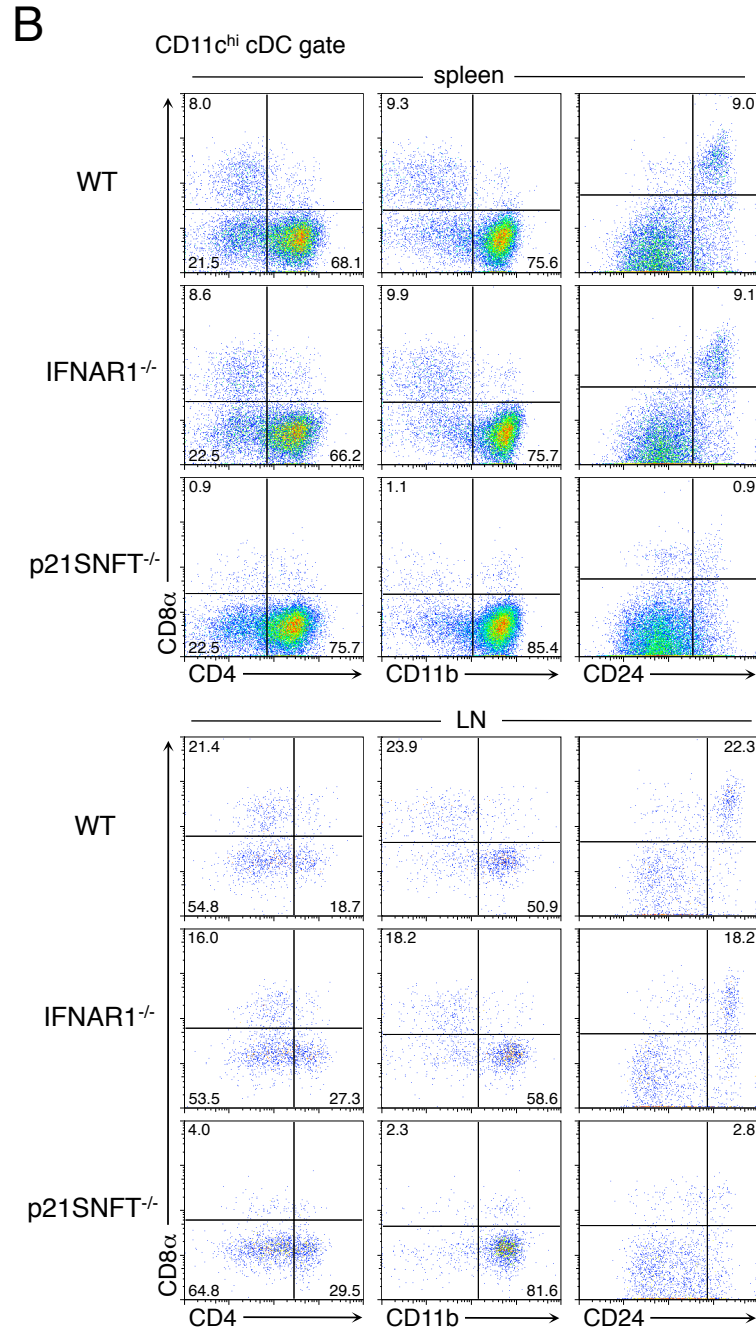 B
CD11c^hi cDC gate
spleen
8.0 9.3 9.0
WT
21.5 68.1 75.6
8.6 9.9 9.1
IFNAR1^-/-
22.5 66.2 75.7
0.9 1.1 0.9
p21SNFT^-/-
CD8α
22.5 75.7 85.4
CD4 CD11b CD24
LN
21.4 23.9 22.3
WT
54.8 18.7 50.9
16.0 18.2 18.2
IFNAR1^-/-
53.5 27.3 58.6
4.0 2.3 2.8
p21SNFT^-/-
CD8α
64.8 29.5 81.6
CD4 CD11b CD24